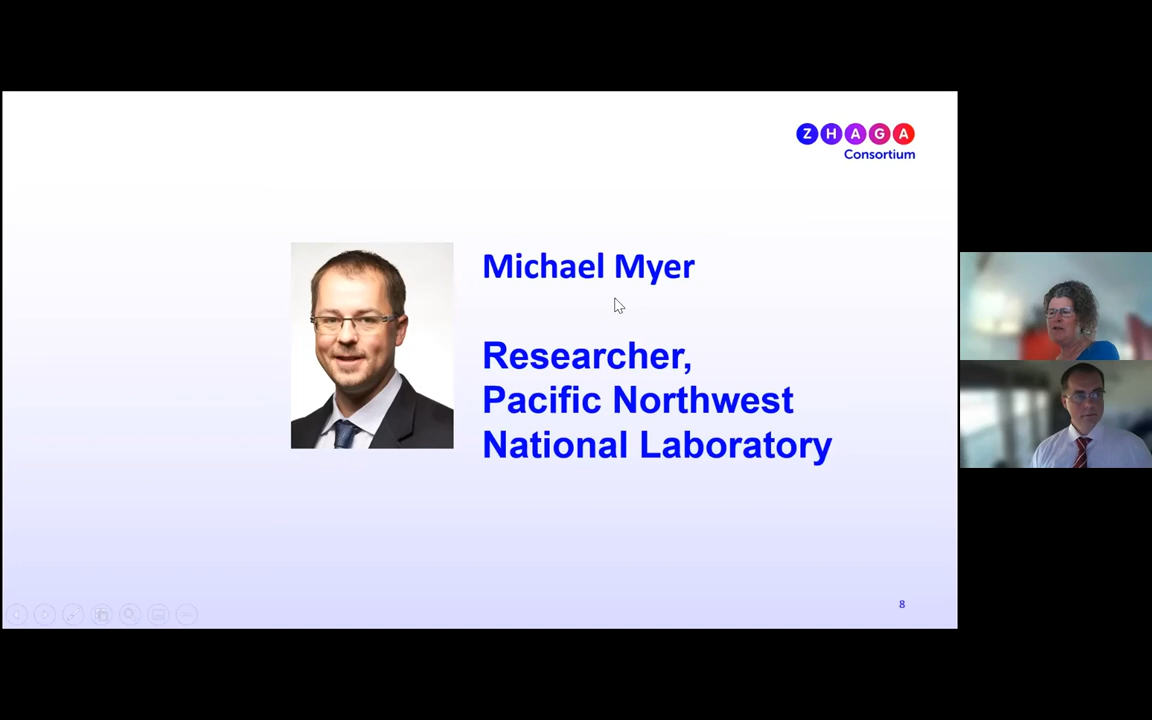 ZHAGA
Consortium
Michael Myer
Researcher,
Pacific Northwest
National Laboratory
8